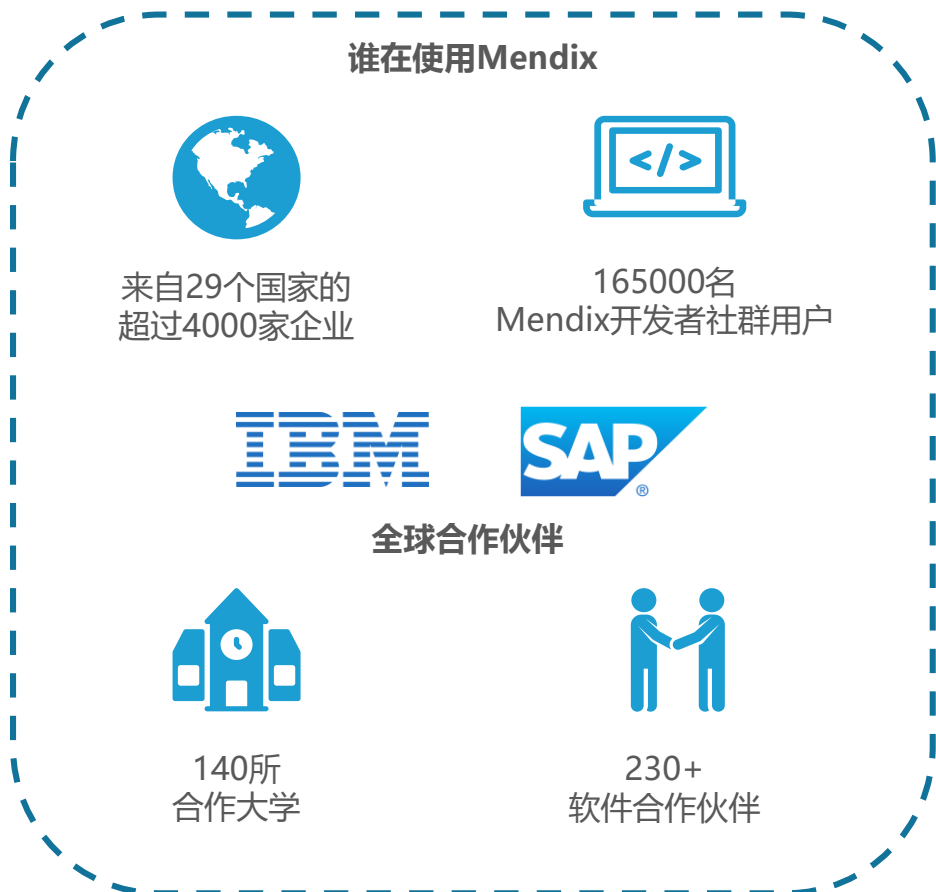 谁在使用Mendix
</>
来自29个国家的
超过4000家企业
165000名
Mendix开发者社群用户
IBM
SAP
®
全球合作伙伴
140所
合作大学
230+
软件合作伙伴